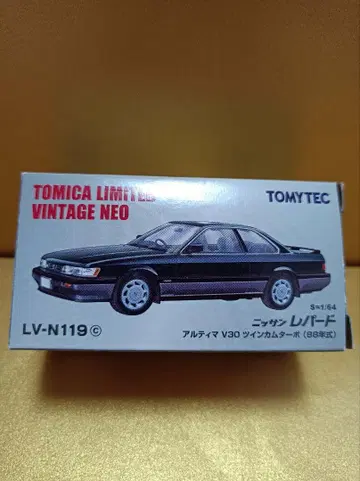 TOMICA LIMITED
VINTAGE NEO
TOMYTEC
S=1/64
LV-N119 ©
ニッサン レパード
アルティマ V30 ツインカムターボ (88年式)